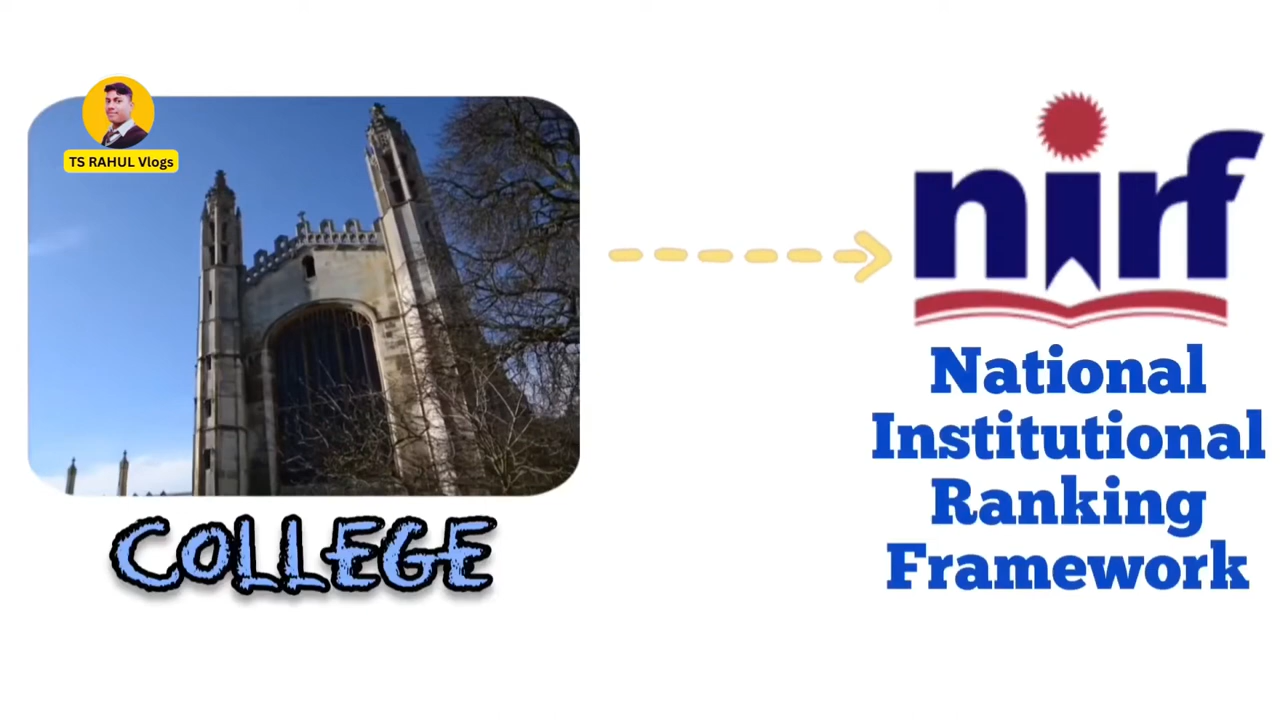 TS RAHUL Vlogs
COLLEGE
nirf
National
Institutional
Ranking
Framework